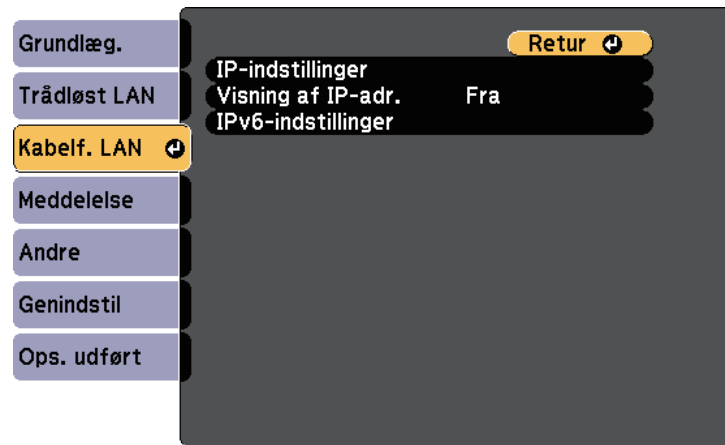 Grundlæg.
Trådløst LAN
Kabelf. LAN
Meddelelse
Andre
Genindstil
Ops. udført
Retur
IP-indstillinger
Visning af IP-adr. Fra
IPv6-indstillinger